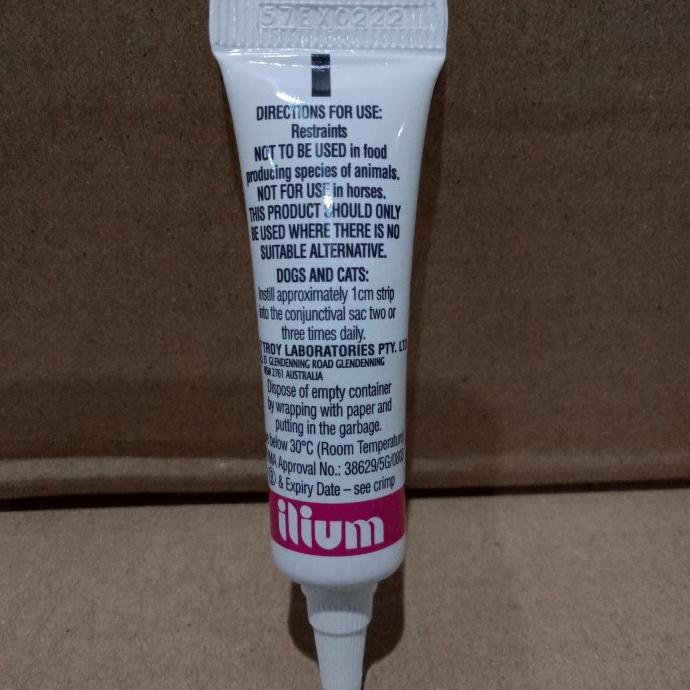 DIRECTIONS FOR USE:
Restraints
NOT TO BE USED in food
producing species of animals.
NOT FOR USE in horses.
THIS PRODUCT SHOULD ONLY
BE USED WHERE THERE IS NO
SUITABLE ALTERNATIVE.
DOGS AND CATS:
Instill approximately 1cm strip
into the conjunctival sac two or
three times daily.
TROY LABORATORIES PTY. LT
GLENDENNING ROAD GLENDENNING
NSW 2761 AUSTRALIA
Dispose of empty container
by wrapping with paper and
putting in the garbage.
below 30°C (Room Temperature
Approval No.: 38629/5G/
& Expiry Date – see crimp
ilium